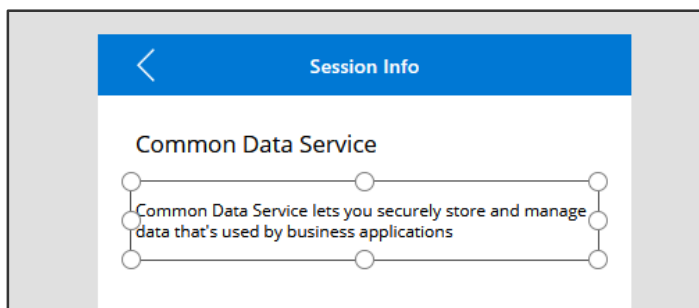 Session Info
Common Data Service
Common Data Service lets you securely store and manage
data that's used by business applications